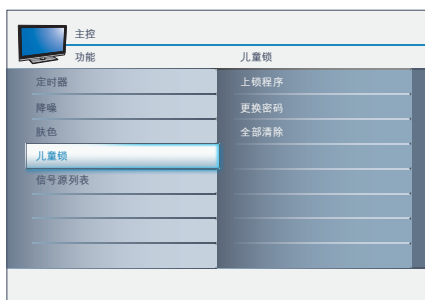 主控
功能 儿童锁
定时器 上锁程序
降噪 更换密码
肤色 全部清除
儿童锁
信号源列表